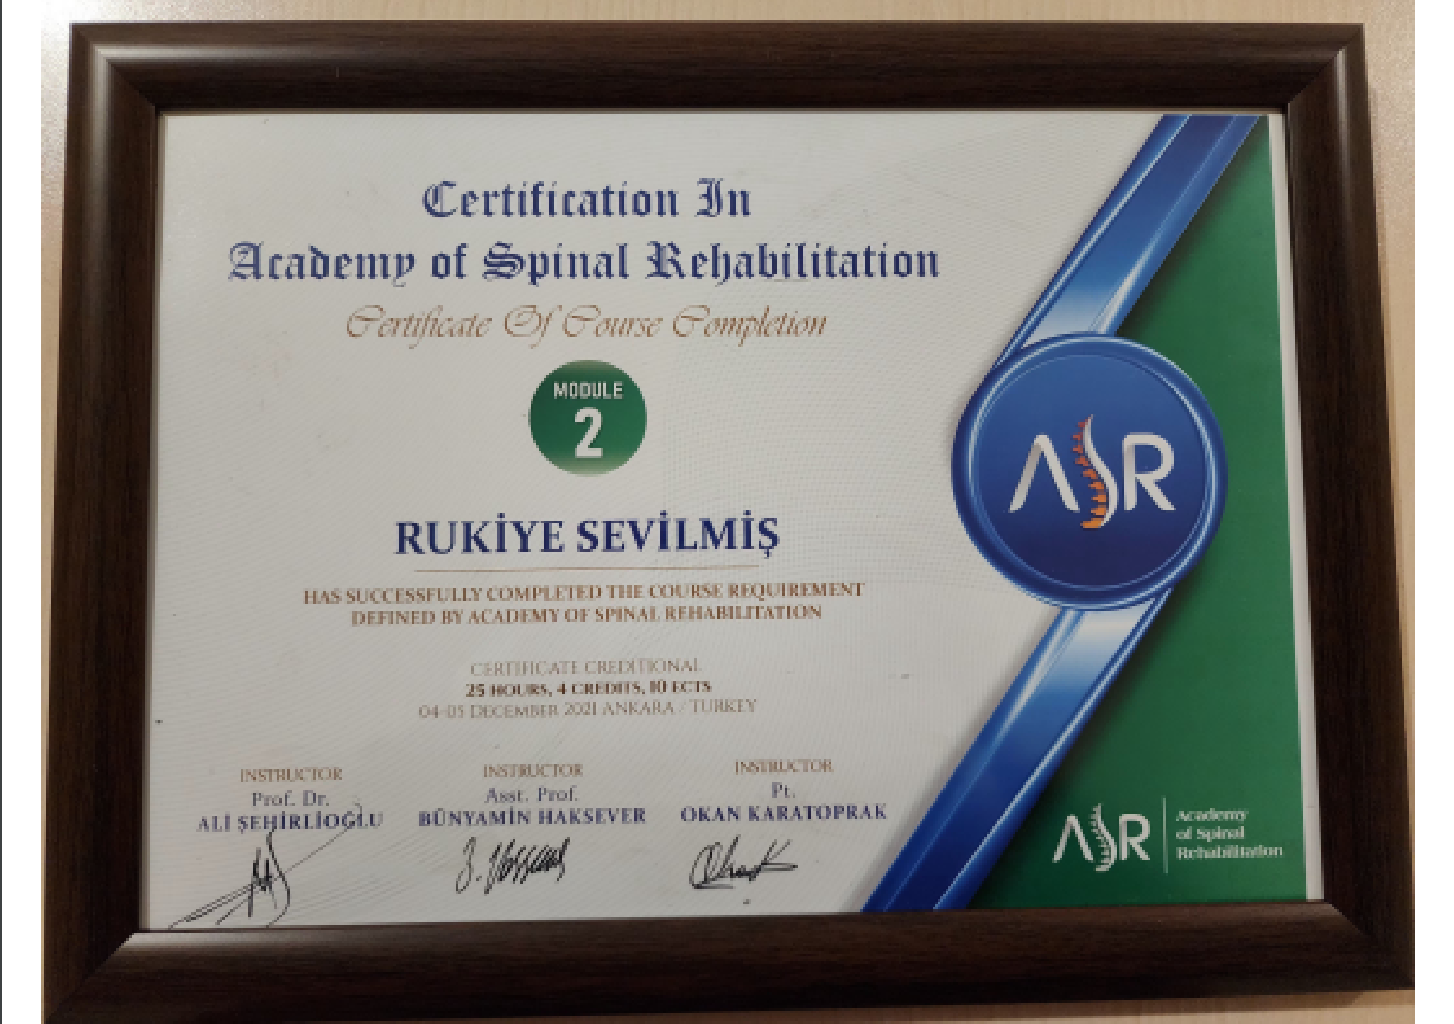 Certification In
Academy of Spinal Rehabilitation
Certificate Of Course Completion
MODULE
2
RUKİYE SEVİLMİŞ
HAS SUCCESSFULLY COMPLETED THE COURSE REQUIREMENT
DEFINED BY ACADEMY OF SPINAL REHABILITATION
CERTIFICATE CREDITIONAL
25 HOURS, 4 CREDITS, 10 ECTS
04-05 DECEMBER 2021 ANKARA / TURKEY
INSTRUCTOR
Prof. Dr.
ALİ ŞEHİRLİOĞLU
INSTRUCTOR
Asst. Prof.
BÜNYAMİN HAKSEVER
INSTRUCTOR
Pt.
OKAN KARATOPRAK
ASR
ASR
Academy
of Spinal
Rehabilitation